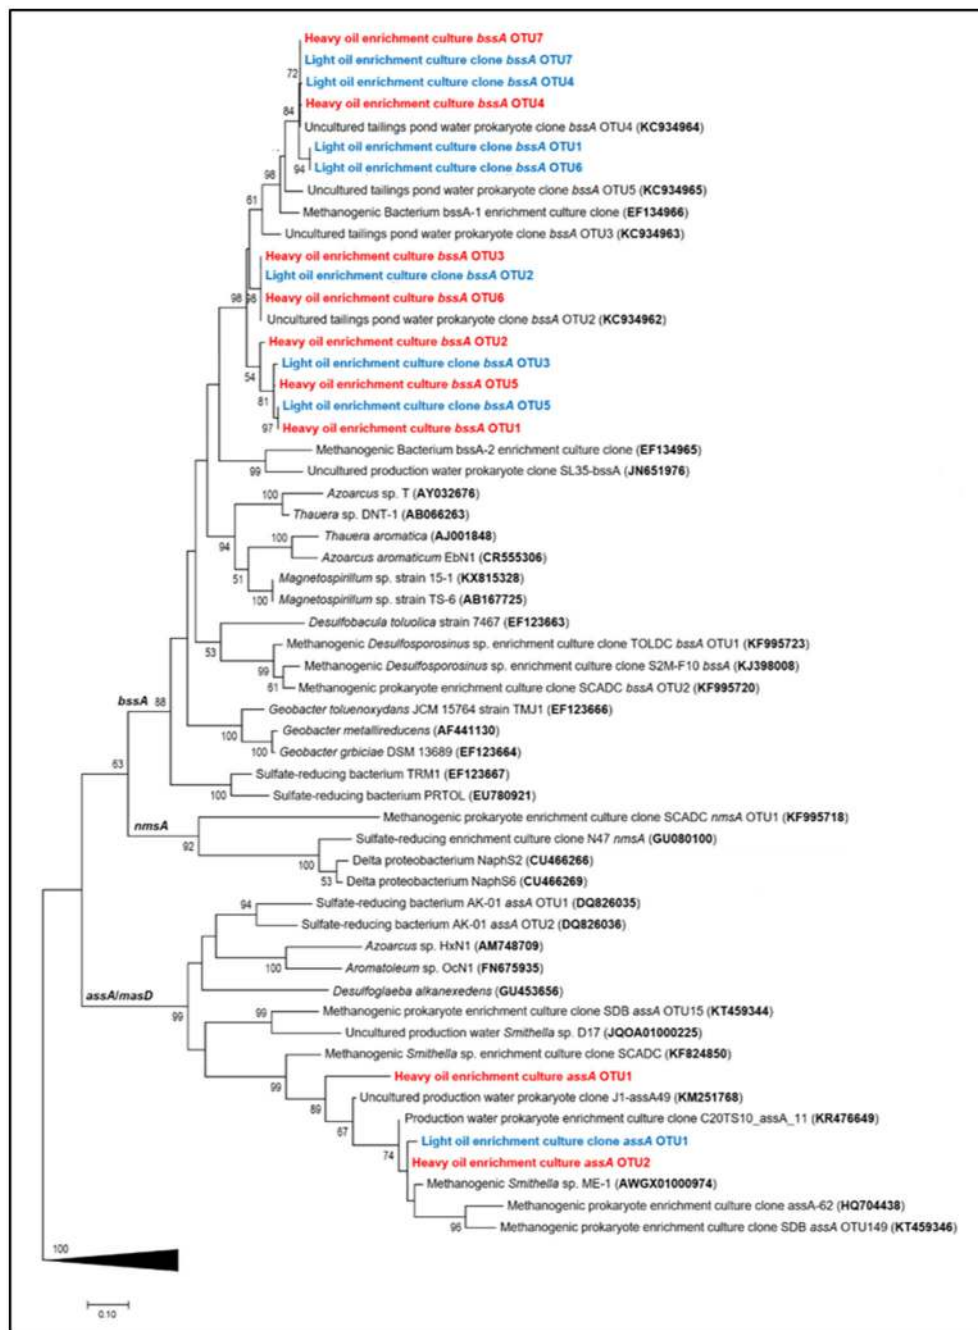 Heavy oil enrichment culture bssA OTU7
Light oil enrichment culture clone bssA OTU7
72
Light oil enrichment culture clone bssA OTU4
Heavy oil enrichment culture bssA OTU4
84
Uncultured tailings pond water prokaryote clone bssA OTU4 (KC934964)
Light oil enrichment culture clone bssA OTU1
94 Light oil enrichment culture clone bssA OTU6
98
Uncultured tailings pond water prokaryote clone bssA OTU5 (KC934965)
61
Methanogenic Bacterium bssA-1 enrichment culture clone (EF134966)
Uncultured tailings pond water prokaryote clone bssA OTU3 (KC934963)
Heavy oil enrichment culture bssA OTU3
Light oil enrichment culture clone bssA OTU2
98 98 Heavy oil enrichment culture bssA OTU6
Uncultured tailings pond water prokaryote clone bssA OTU2 (KC934962)
Heavy oil enrichment culture bssA OTU2
Light oil enrichment culture clone bssA OTU3
54
Heavy oil enrichment culture bssA OTU5
81
Light oil enrichment culture clone bssA OTU5
97 Heavy oil enrichment culture bssA OTU1
Methanogenic Bacterium bssA-2 enrichment culture clone (EF134965)
99 Uncultured production water prokaryote clone SL35-bssA (JN651976)
100 Azoarcus sp. T (AY032676)
Thauera sp. DNT-1 (AB066263)
100 Thauera aromatica (AJ001848)
94
Azoarcus aromaticum EbN1 (CR555306)
51 Magnetospirillum sp. strain 15-1 (KX815328)
100 Magnetospirillum sp. strain TS-6 (AB167725)
Desulfobacula toluolica strain 7467 (EF123663)
53 Methanogenic Desulfosporosinus sp. enrichment culture clone TOLDC bssA OTU1 (KF995723)
99 Methanogenic Desulfosporosinus sp. enrichment culture clone S2M-F10 bssA (KJ398008)
61 Methanogenic prokaryote enrichment culture clone SCADC bssA OTU2 (KF995720)
bssA 88
Geobacter toluenoxydans JCM 15764 strain TMJ1 (EF123666)
100 Geobacter metallireducens (AF441130)
100 Geobacter grbiciae DSM 13689 (EF123664)
63 Sulfate-reducing bacterium TRM1 (EF123667)
100 Sulfate-reducing bacterium PRTOL (EU780921)
nmsA Methanogenic prokaryote enrichment culture clone SCADC nmsA OTU1 (KF995718)
92 Sulfate-reducing enrichment culture clone N47 nmsA (GU080100)
100 Delta proteobacterium NaphS2 (CU466266)
53 Delta proteobacterium NaphS6 (CU466269)
94 Sulfate-reducing bacterium AK-01 assA OTU1 (DQ826035)
Sulfate-reducing bacterium AK-01 assA OTU2 (DQ826036)
Azoarcus sp. HxN1 (AM748709)
100 Aromatoleum sp. OcN1 (FN675935)
assA/masD Desulfoglaeba alkanexedens (GU453656)
99
99 Methanogenic prokaryote enrichment culture clone SDB assA OTU15 (KT459344)
Uncultured production water Smithella sp. D17 (JQOA01000225)
Methanogenic Smithella sp. enrichment culture clone SCADC (KF824850)
99 Heavy oil enrichment culture assA OTU1
89 Uncultured production water prokaryote clone J1-assA49 (KM251768)
67 Production water prokaryote enrichment culture clone C20TS10_assA_11 (KR476649)
Light oil enrichment culture clone assA OTU1
74 Heavy oil enrichment culture assA OTU2
Methanogenic Smithella sp. ME-1 (AWGX01000974)
Methanogenic prokaryote enrichment culture clone assA-62 (HQ704438)
96 Methanogenic prokaryote enrichment culture clone SDB assA OTU149 (KT459346)
100
0.10